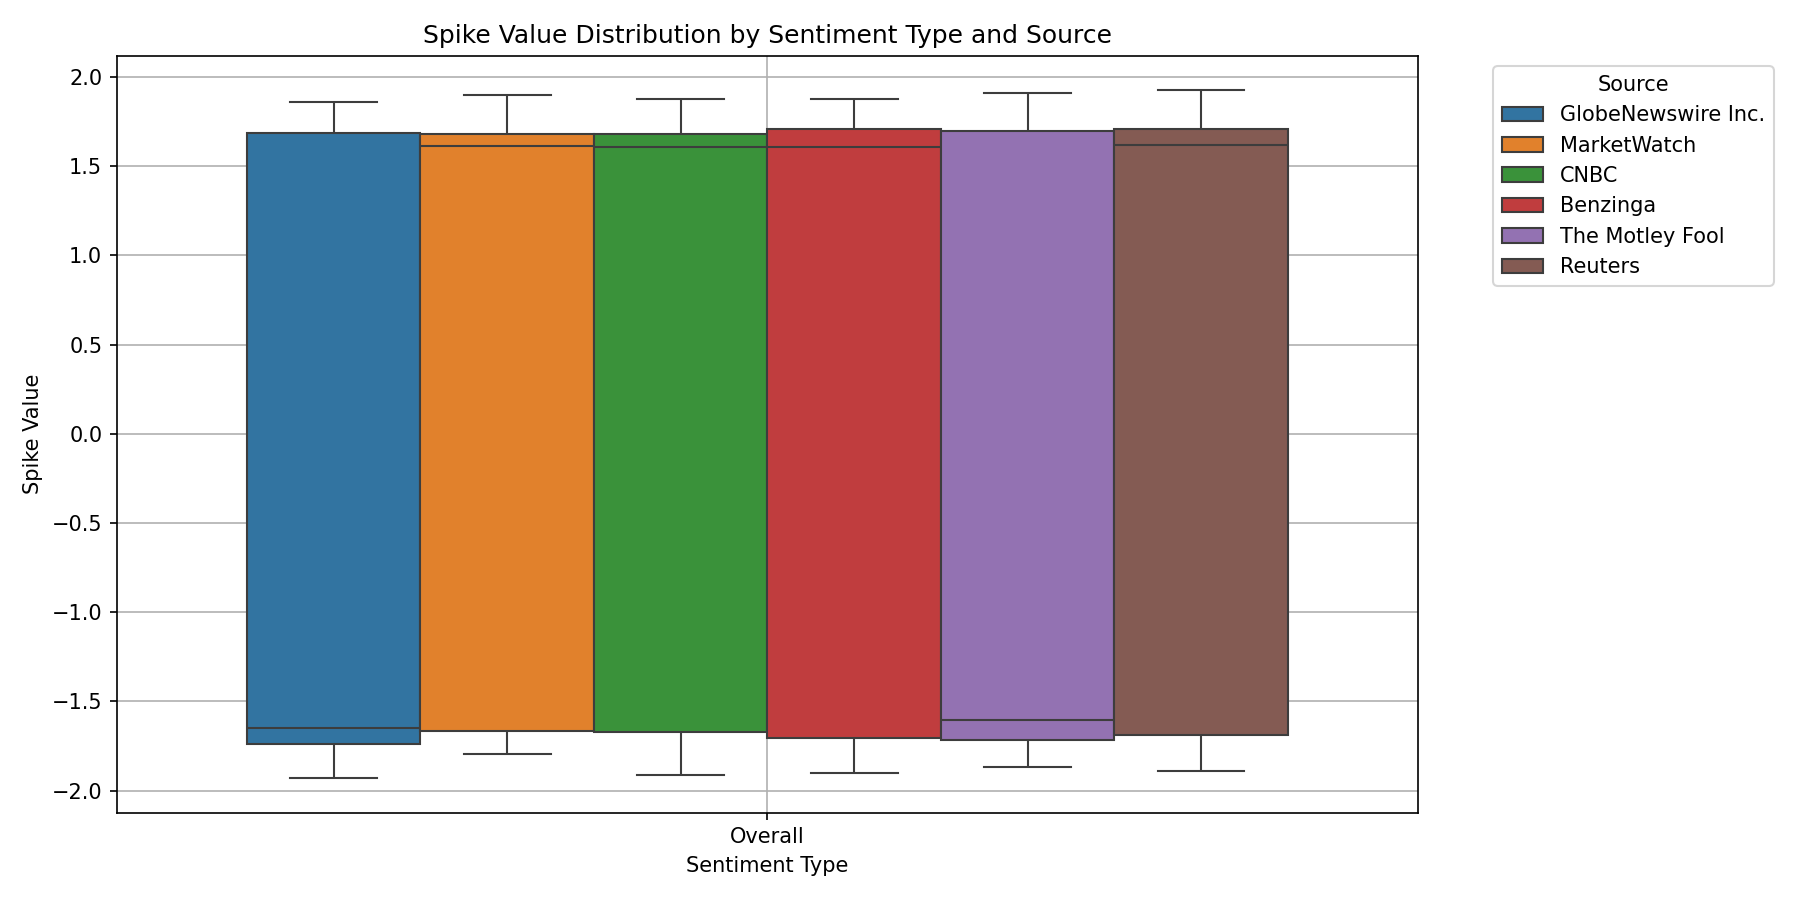 Spike Value Distribution by Sentiment Type and Source
Source
GlobeNewswire Inc.
MarketWatch
CNBC
Benzinga
The Motley Fool
Reuters
Spike Value
2.0
1.5
1.0
0.5
0.0
−0.5
−1.0
−1.5
−2.0
Overall
Sentiment Type